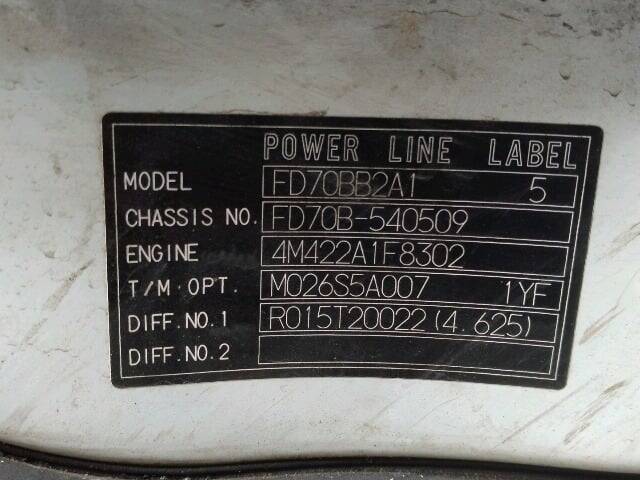 POWER LINE LABEL
MODEL FD70BB2A1 5
CHASSIS NO. FD70B-540509
ENGINE 4M422A1F8302
T/M OPT. M026S5A007 1YF
DIFF.NO.1 R015T20022(4.625)
DIFF.NO.2